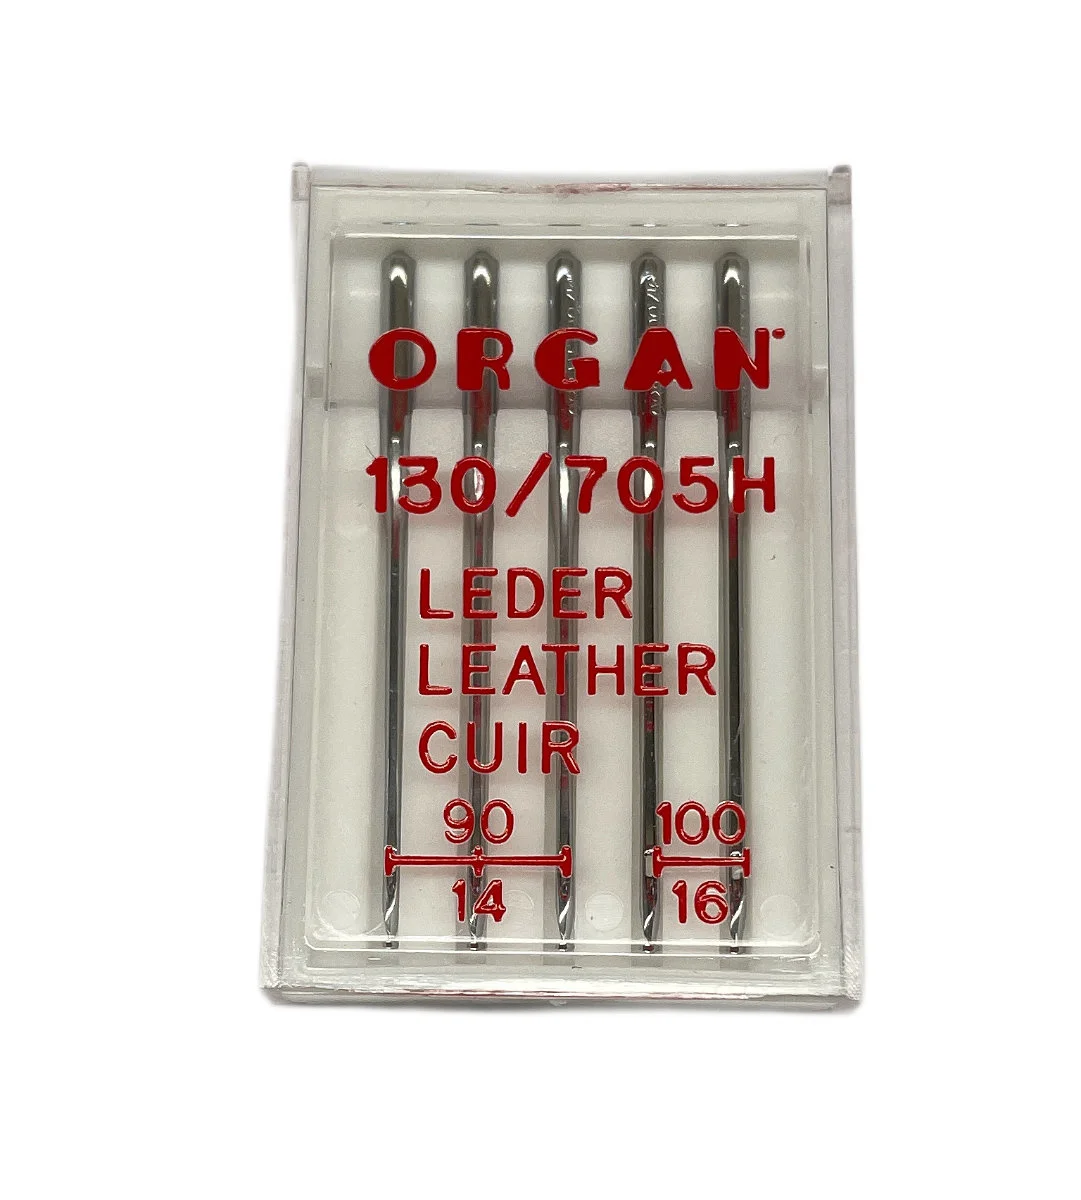 ORGAN
130/705H
LEDER
LEATHER
CUIR
90 100
14 16